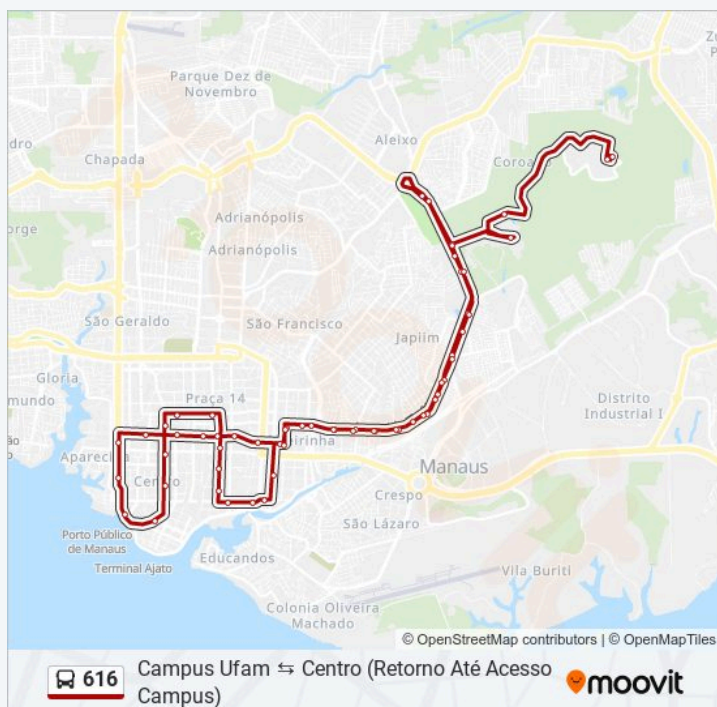 Parque Dez de
Novembro
Aleixo
Chapada
Coroado
Adrianópolis
Adrianópolis
São Geraldo
São Francisco
Japiim
Gloria
Praça 14
Distrito
Industrial I
Aparecida
Centro
Manaus
Crespo
São Lázaro
Porto Público
de Manaus
Terminal Ajato
Educandos
Vila Buriti
Colonia Oliveira
Machado
© OpenStreetMap contributors | © OpenMapTiles
616
Campus Ufam ⇆ Centro (Retorno Até Acesso
Campus)
moovit